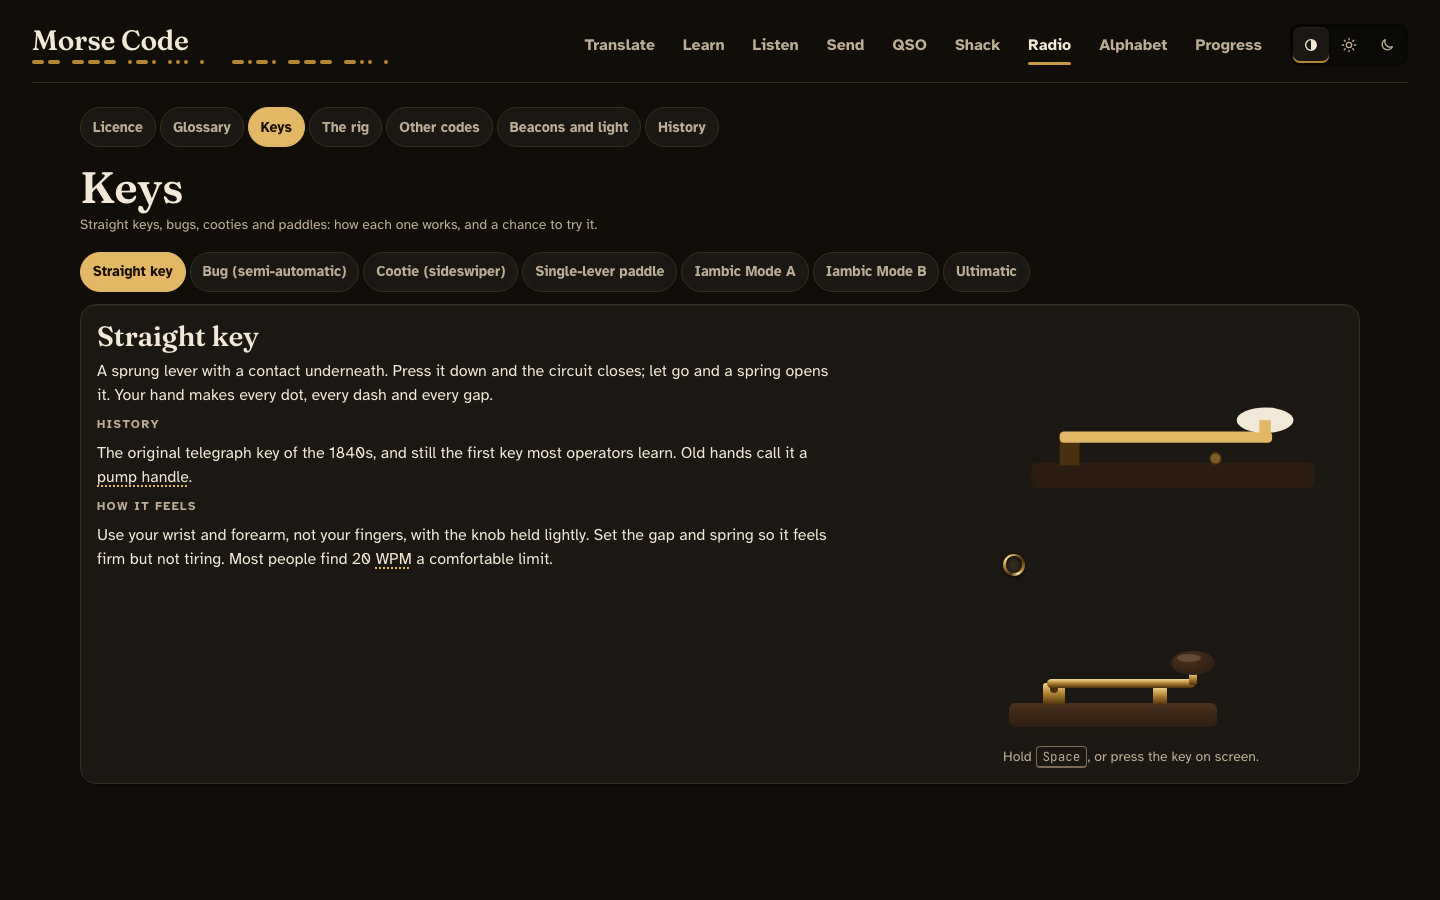 Morse Code
Translate Learn Listen Send QSO Shack Radio Alphabet Progress
Licence Glossary Keys The rig Other codes Beacons and light History
Keys
Straight keys, bugs, cooties and paddles: how each one works, and a chance to try it.
Straight key Bug (semi-automatic) Cootie (sideswiper) Single-lever paddle Iambic Mode A Iambic Mode B Ultimatic
Straight key
A sprung lever with a contact underneath. Press it down and the circuit closes; let go and a spring opens
it. Your hand makes every dot, every dash and every gap.
HISTORY
The original telegraph key of the 1840s, and still the first key most operators learn. Old hands call it a
pump handle.
HOW IT FEELS
Use your wrist and forearm, not your fingers, with the knob held lightly. Set the gap and spring so it feels
firm but not tiring. Most people find 20 WPM a comfortable limit.
Hold Space, or press the key on screen.